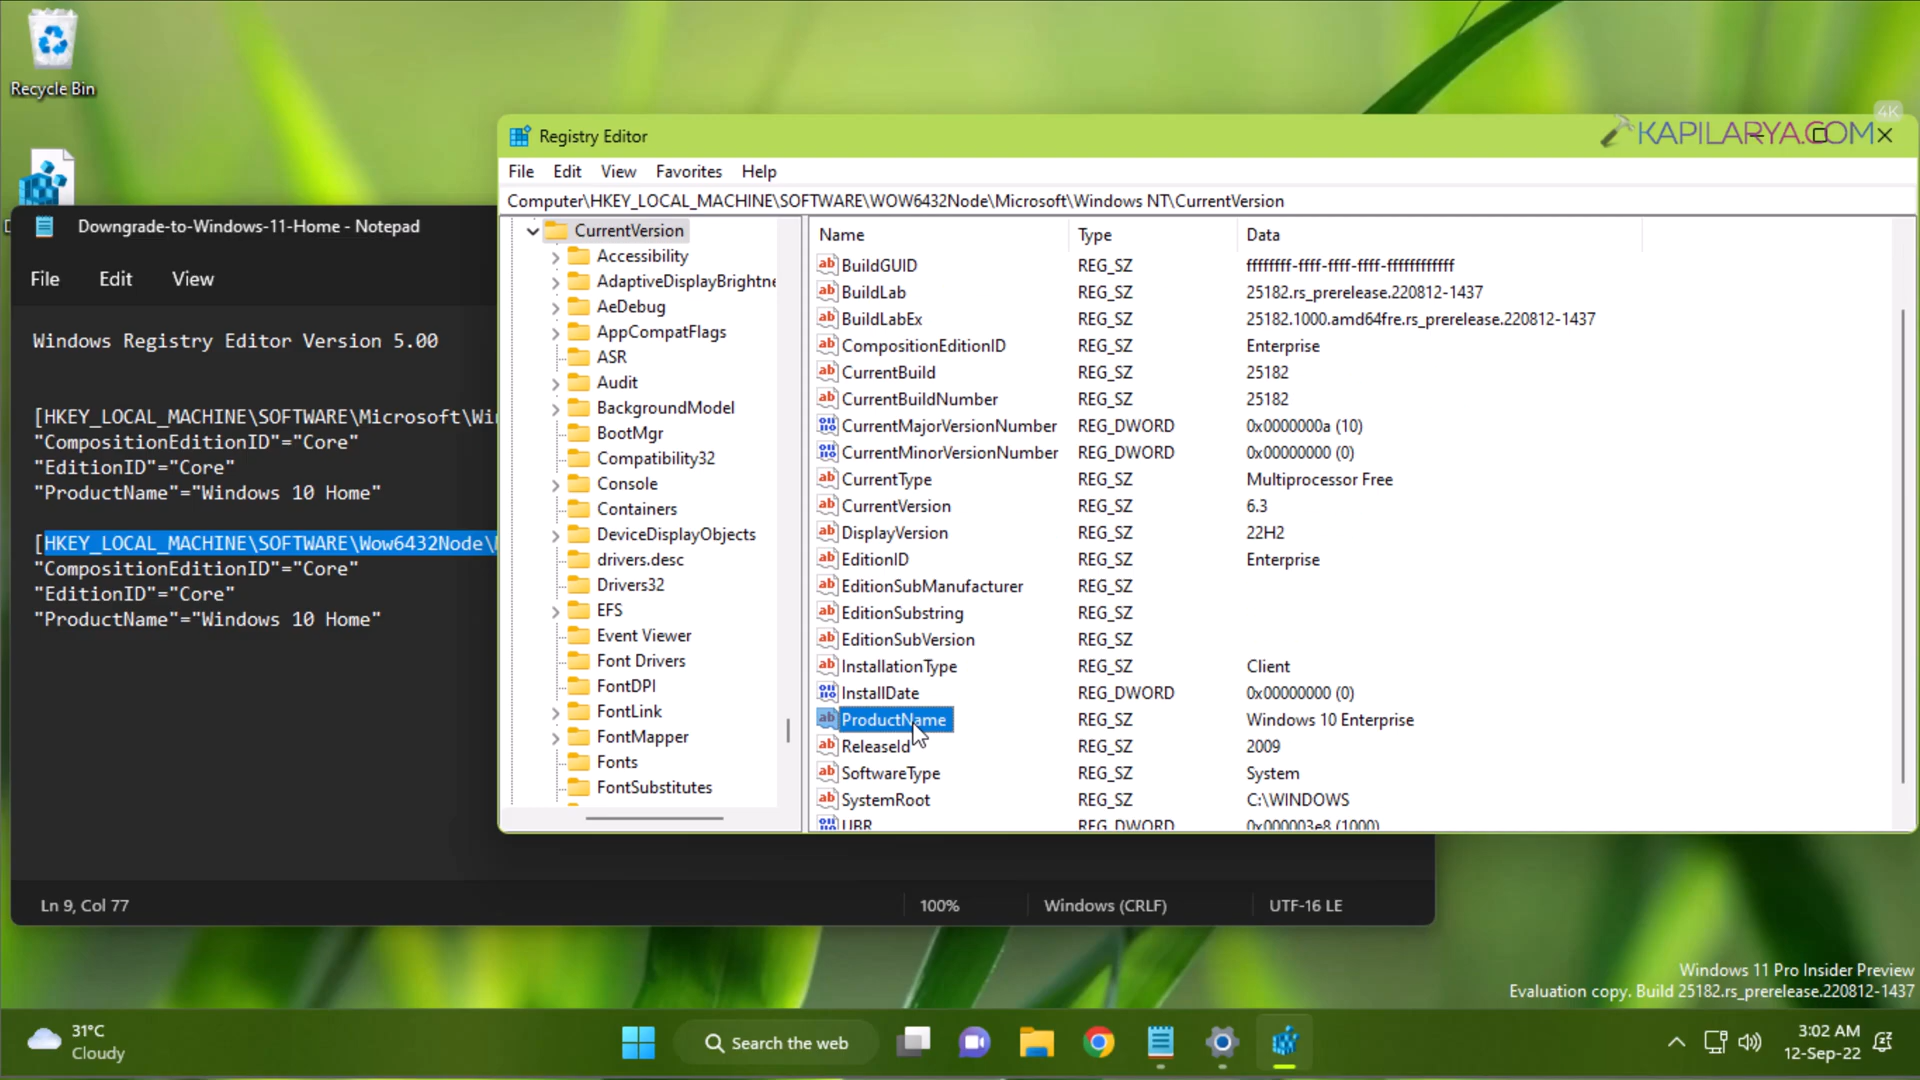 Recycle Bin
4K
KAPILARYA.COM
Registry Editor
File Edit View Favorites Help
Computer\HKEY_LOCAL_MACHINE\SOFTWARE\WOW6432Node\Microsoft\Windows NT\CurrentVersion
CurrentVersion
Accessibility
AdaptiveDisplayBrightne
AeDebug
AppCompatFlags
ASR
Audit
BackgroundModel
BootMgr
Compatibility32
Console
Containers
DeviceDisplayObjects
drivers.desc
Drivers32
EFS
Event Viewer
Font Drivers
FontDPI
FontLink
FontMapper
Fonts
FontSubstitutes
Name Type Data
BuildGUID REG_SZ ffffffff-ffff-ffff-ffff-ffffffffffff
BuildLab REG_SZ 25182.rs_prerelease.220812-1437
BuildLabEx REG_SZ 25182.1000.amd64fre.rs_prerelease.220812-1437
CompositionEditionID REG_SZ Enterprise
CurrentBuild REG_SZ 25182
CurrentBuildNumber REG_SZ 25182
CurrentMajorVersionNumber REG_DWORD 0x0000000a (10)
CurrentMinorVersionNumber REG_DWORD 0x00000000 (0)
CurrentType REG_SZ Multiprocessor Free
CurrentVersion REG_SZ 6.3
DisplayVersion REG_SZ 22H2
EditionID REG_SZ Enterprise
EditionSubManufacturer REG_SZ
EditionSubstring REG_SZ
EditionSubVersion REG_SZ
InstallationType REG_SZ Client
InstallDate REG_DWORD 0x00000000 (0)
ProductName REG_SZ Windows 10 Enterprise
ReleaseId REG_SZ 2009
SoftwareType REG_SZ System
SystemRoot REG_SZ C:\WINDOWS
UBR REG_DWORD 0x000003e8 (1000)
Downgrade-to-Windows-11-Home - Notepad
File Edit View
Windows Registry Editor Version 5.00
[HKEY_LOCAL_MACHINE\SOFTWARE\Microsoft\Win
"CompositionEditionID"="Core"
"EditionID"="Core"
"ProductName"="Windows 10 Home"
[HKEY_LOCAL_MACHINE\SOFTWARE\Wow6432Node\
"CompositionEditionID"="Core"
"EditionID"="Core"
"ProductName"="Windows 10 Home"
Ln 9, Col 77 100% Windows (CRLF) UTF-16 LE
Windows 11 Pro Insider Preview
Evaluation copy. Build 25182.rs_prerelease.220812-1437
31°C
Cloudy
Search the web
3:02 AM
12-Sep-22